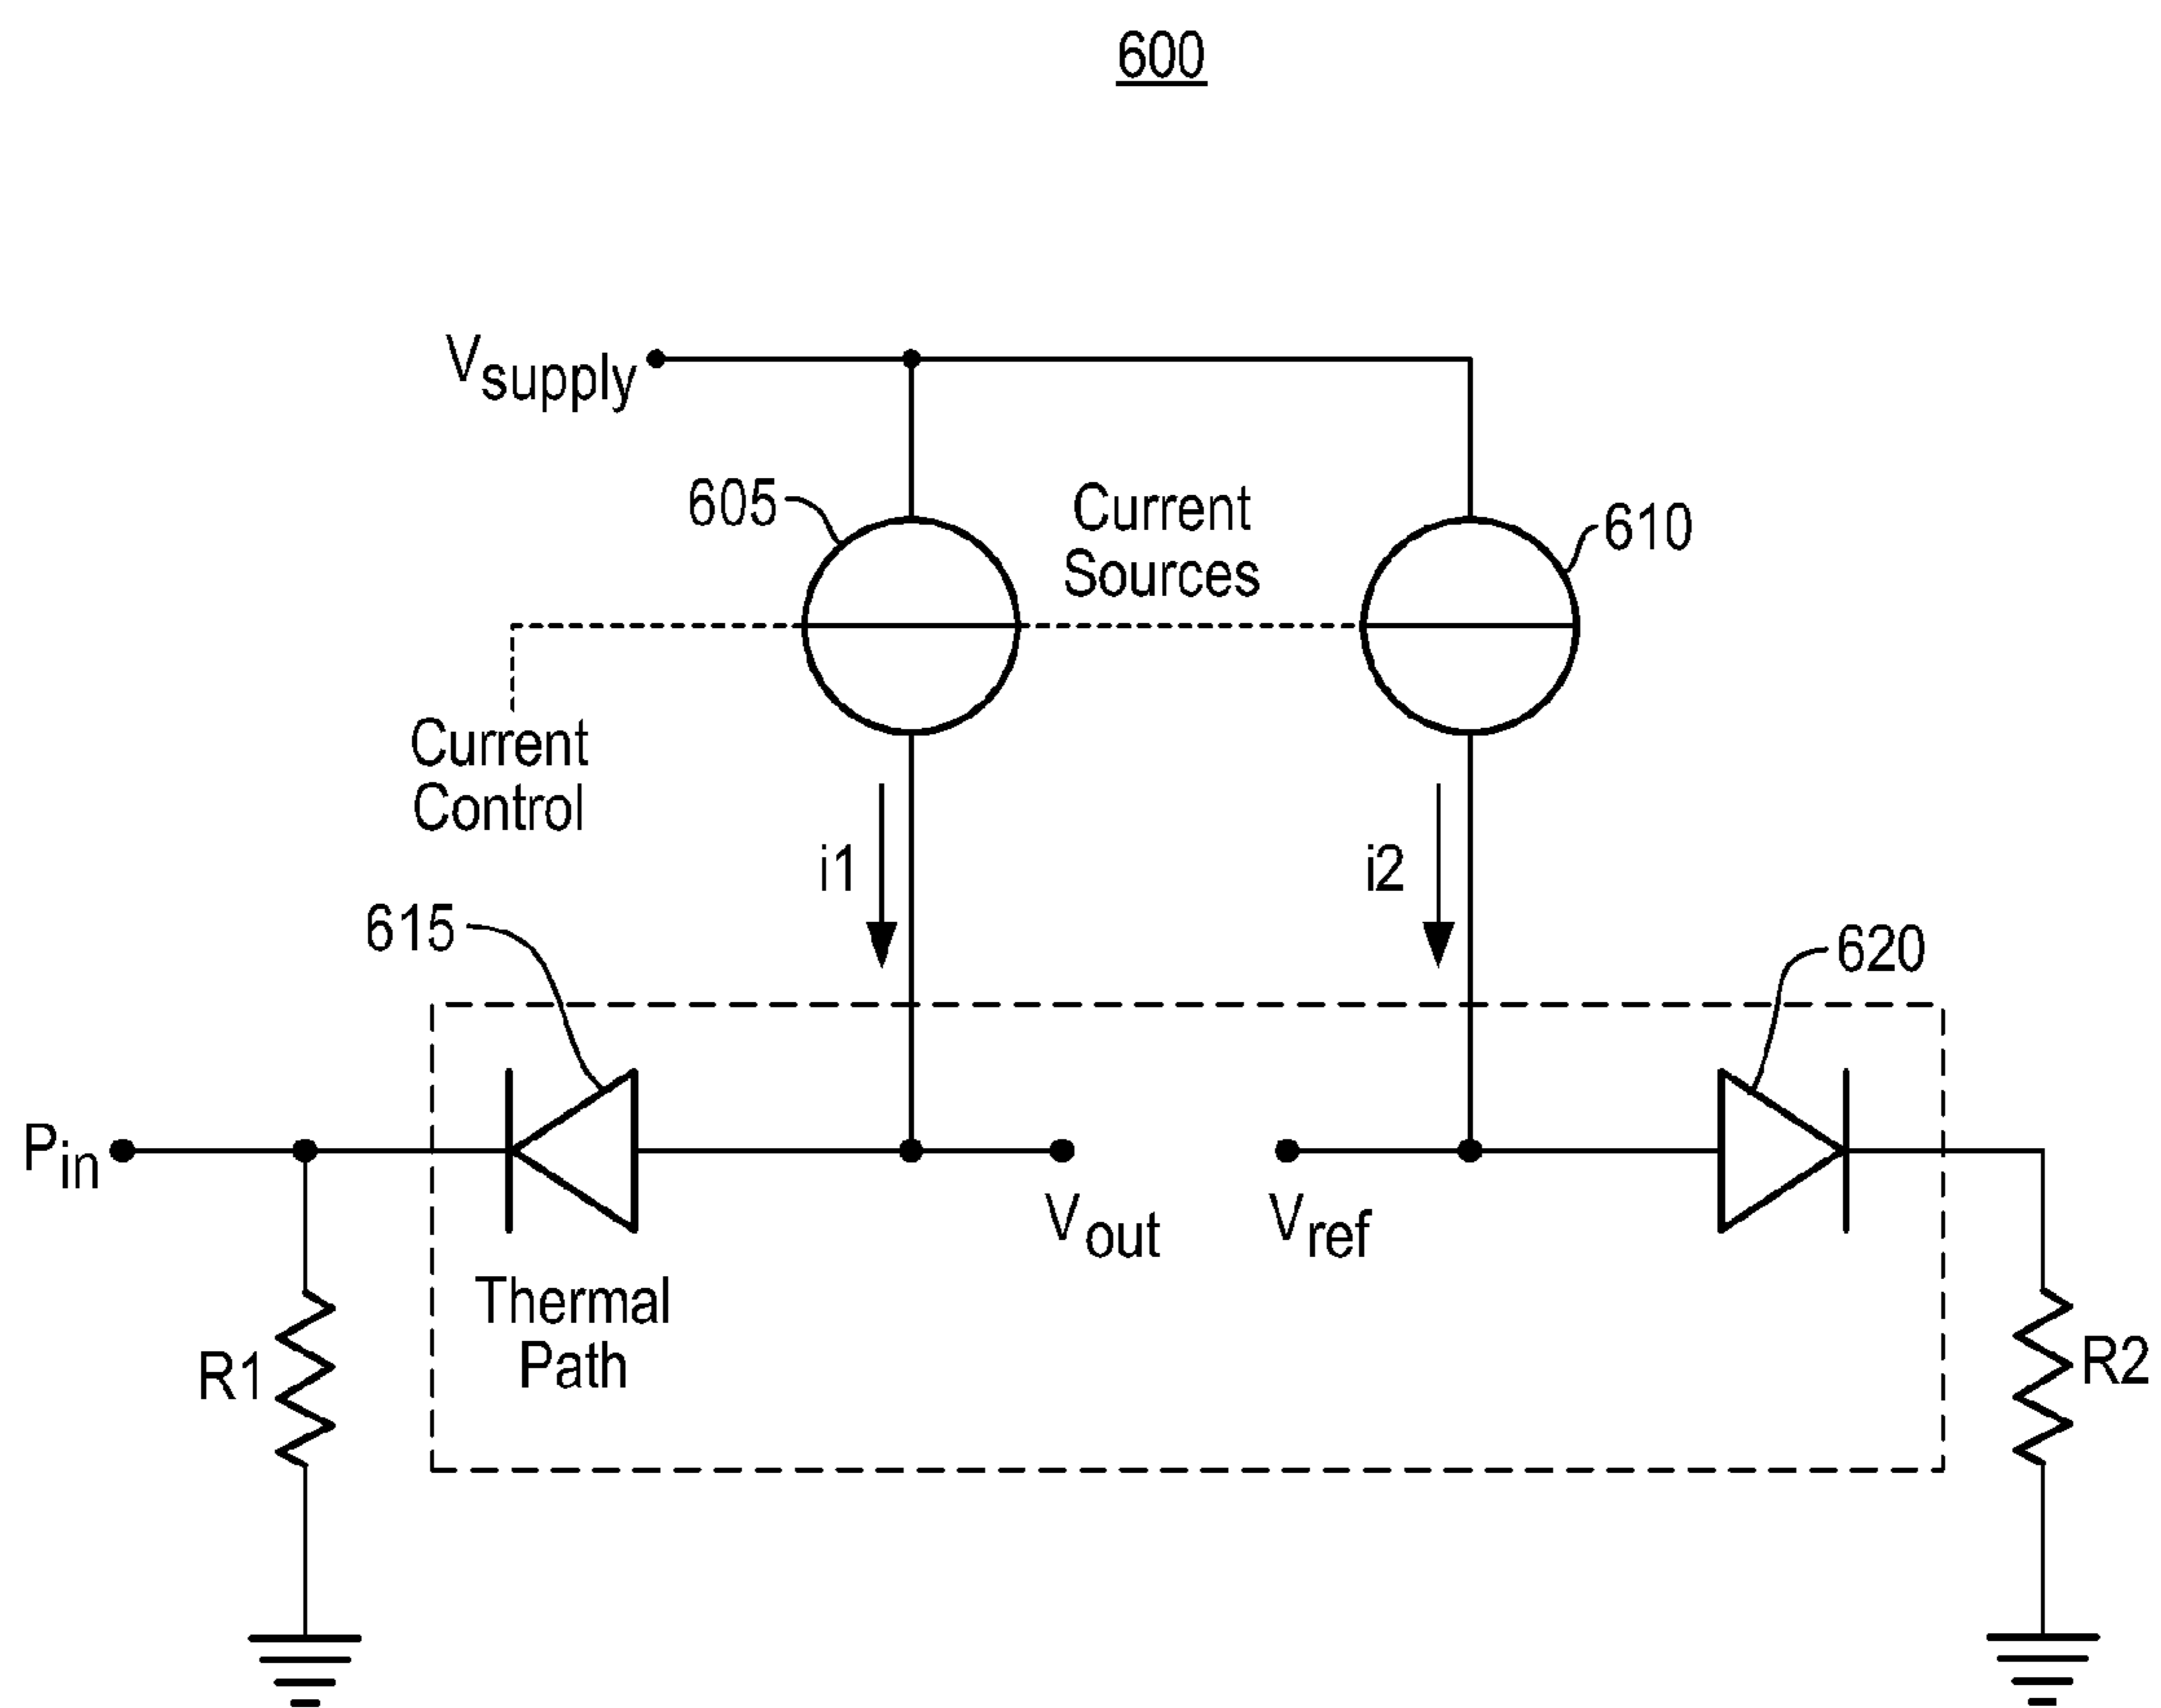 600
Vsupply
605
Current
Sources
610
Current
Control
i1
i2
615
620
Pin
Vout
Vref
Thermal
Path
R1
R2